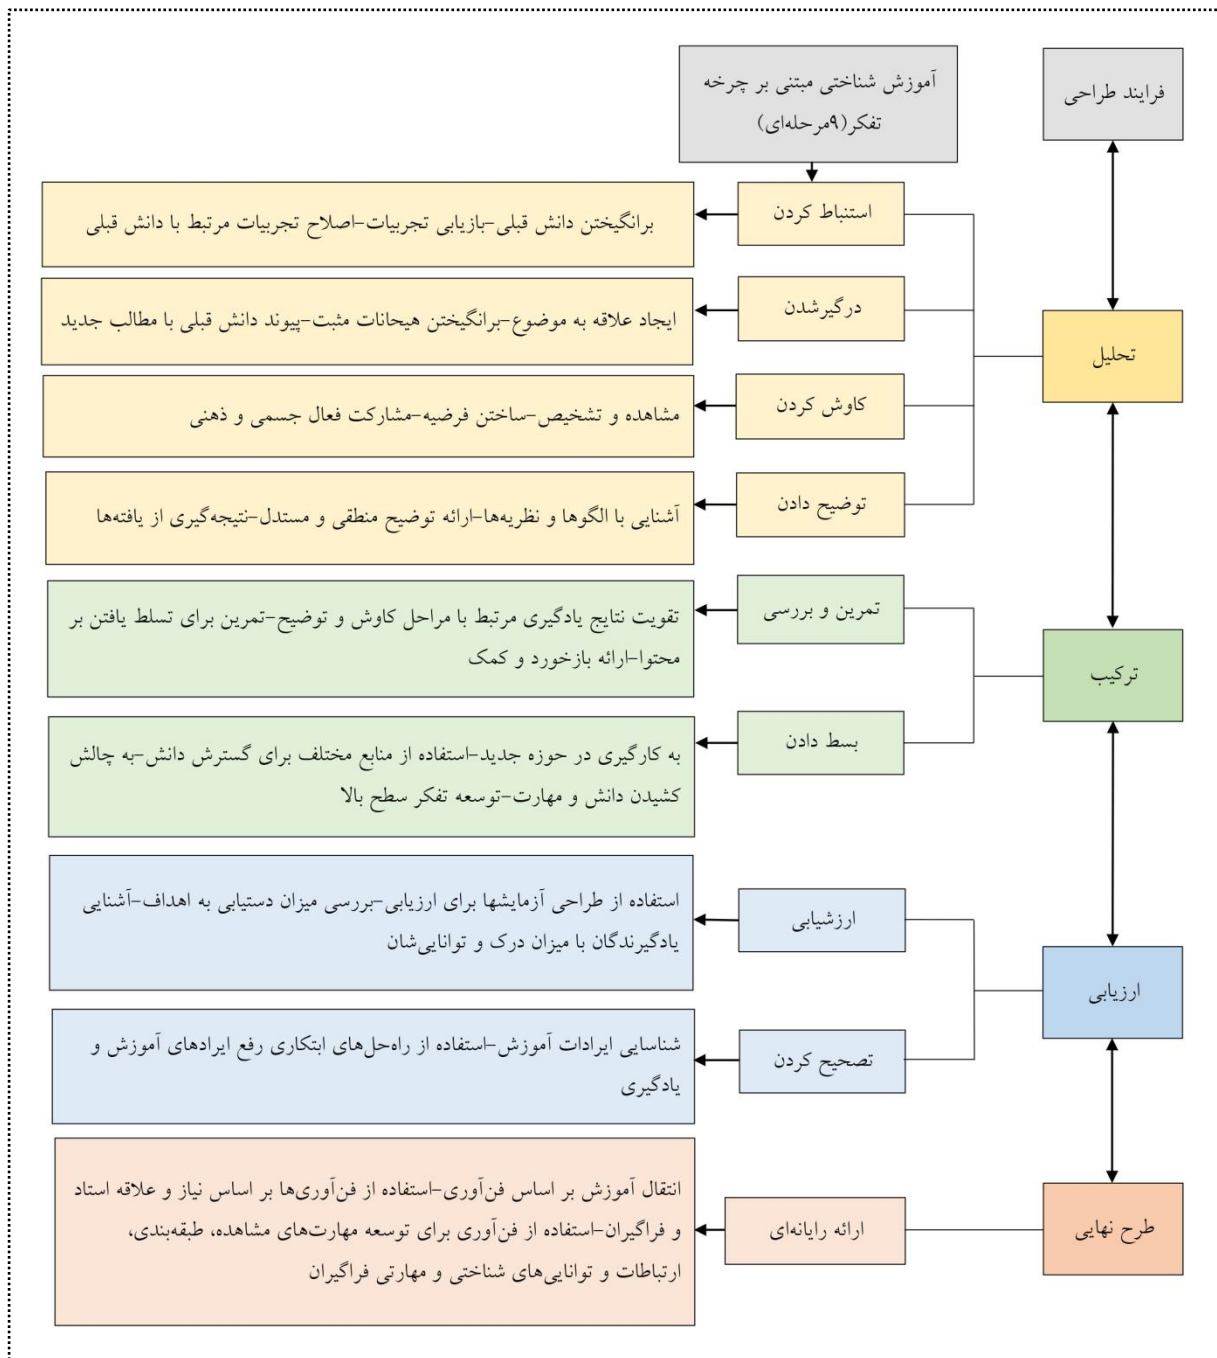 فرایند طراحی
آموزش شناختی مبتنی بر چرخه
تفکر(۹مرحله‌ای)
تحلیل
استنباط کردن
برانگیختن دانش قبلی-بازیابی تجربیات-اصلاح تجربیات مرتبط با دانش قبلی
درگیرشدن
ایجاد علاقه به موضوع-برانگیختن هیحانات مثبت-پیوند دانش قبلی با مطالب جدید
کاوش کردن
مشاهده و تشخیص-ساختن فرضیه-مشارکت فعال جسمی و ذهنی
توضیح دادن
آشنایی با الگوها و نظریه‌ها-ارائه توضیح منطقی و مستدل-نتیجه‌گیری از یافته‌ها
ترکیب
تمرین و بررسی
تقویت نتایج یادگیری مرتبط با مراحل کاوش و توضیح-تمرین برای تسلط یافتن بر
محتوا-ارائه بازخورد و کمک
بسط دادن
به کارگیری در حوزه جدید-استفاده از منابع مختلف برای گسترش دانش-به چالش
کشیدن دانش و مهارت-توسعه تفکر سطح بالا
ارزیابی
ارزشیابی
استفاده از طراحی آزمایشها برای ارزیابی-بررسی میزان دستیابی به اهداف-آشنایی
یادگیرندگان با میزان درک و توانایی‌شان
تصحیح کردن
شناسایی ایرادات آموزش-استفاده از راه‌حل‌های ابتکاری رفع ایرادهای آموزش و
یادگیری
طرح نهایی
ارائه رایانه‌ای
انتقال آموزش بر اساس فن‌آوری-استفاده از فن‌آوری‌ها بر اساس نیاز و علاقه استاد
و فراگیران-استفاده از فن‌آوری برای توسعه مهارت‌های مشاهده، طبقه‌بندی،
ارتباطات و توانایی‌های شناختی و مهارتی فراگیران